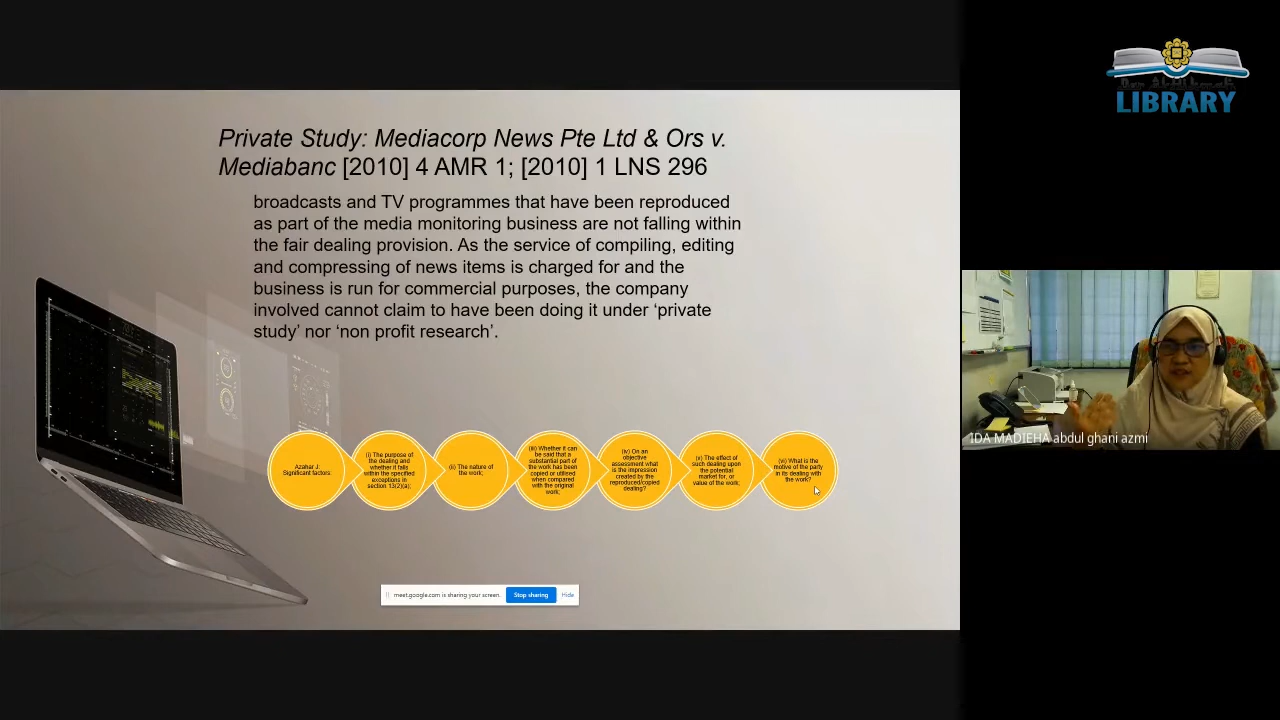 LIBRARY
Private Study: Mediacorp News Pte Ltd & Ors v.
Mediabanc [2010] 4 AMR 1; [2010] 1 LNS 296
broadcasts and TV programmes that have been reproduced
as part of the media monitoring business are not falling within
the fair dealing provision. As the service of compiling, editing
and compressing of news items is charged for and the
business is run for commercial purposes, the company
involved cannot claim to have been doing it under ‘private
study’ nor ‘non profit research’.
Azahar J:
Significant factors:
(i) The purpose of
the dealing and
whether it falls
within the specified
exceptions in
section 13(2)(a);
(ii) The nature of
the work;
(iii) Whether it can
be said that a
substantial part of
the work has been
copied or utilised
when compared
with the original
work;
(iv) On an
objective
assessment what
is the impression
created by the
reproduced/copied
dealing?
(v) The effect of
such dealing upon
the potential
market for, or
value of the work;
(vi) What is the
motive of the party
in its dealing with
the work?
meet.google.com is sharing your screen.
Stop sharing
Hide
IDA MADIEHA abdul ghani azmi